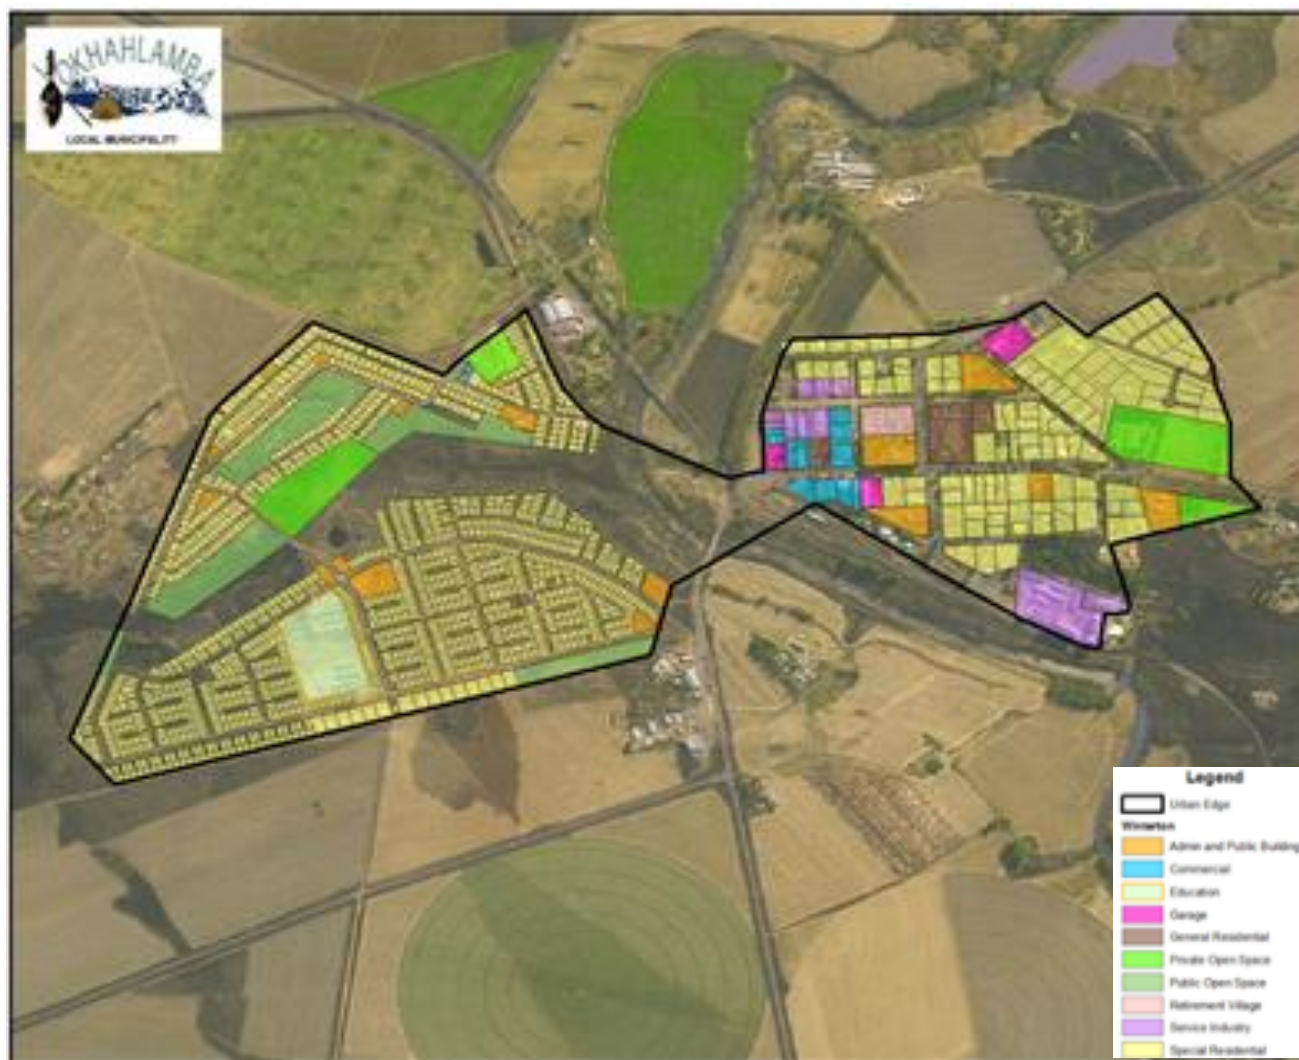 OKHAHLAMBA
LOCAL MUNICIPALITY
Legend
Urban Edge
Winterton
Admin and Public Building
Commercial
Education
Garage
General Residential
Private Open Space
Public Open Space
Retirement Village
Service Industry
Special Residential